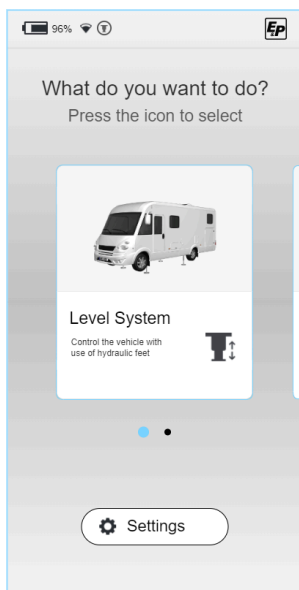 96%
EP
What do you want to do?
Press the icon to select
Level System
Control the vehicle with
use of hydraulic feet
Settings